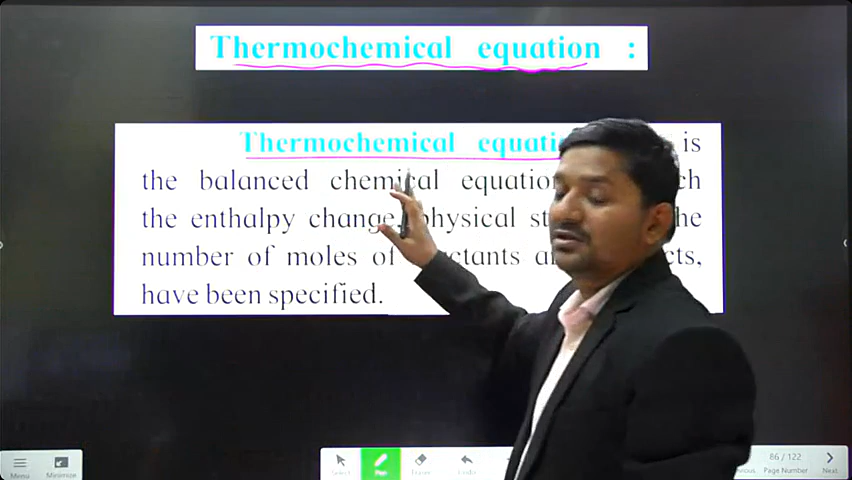 Thermochemical equation :
Thermochemical is
the balanced chemical
the enthalpy change, physical
number of moles of
have been specified.
Menu Minimize Select Pen Eraser Undo 86 / 122 Page Number Next